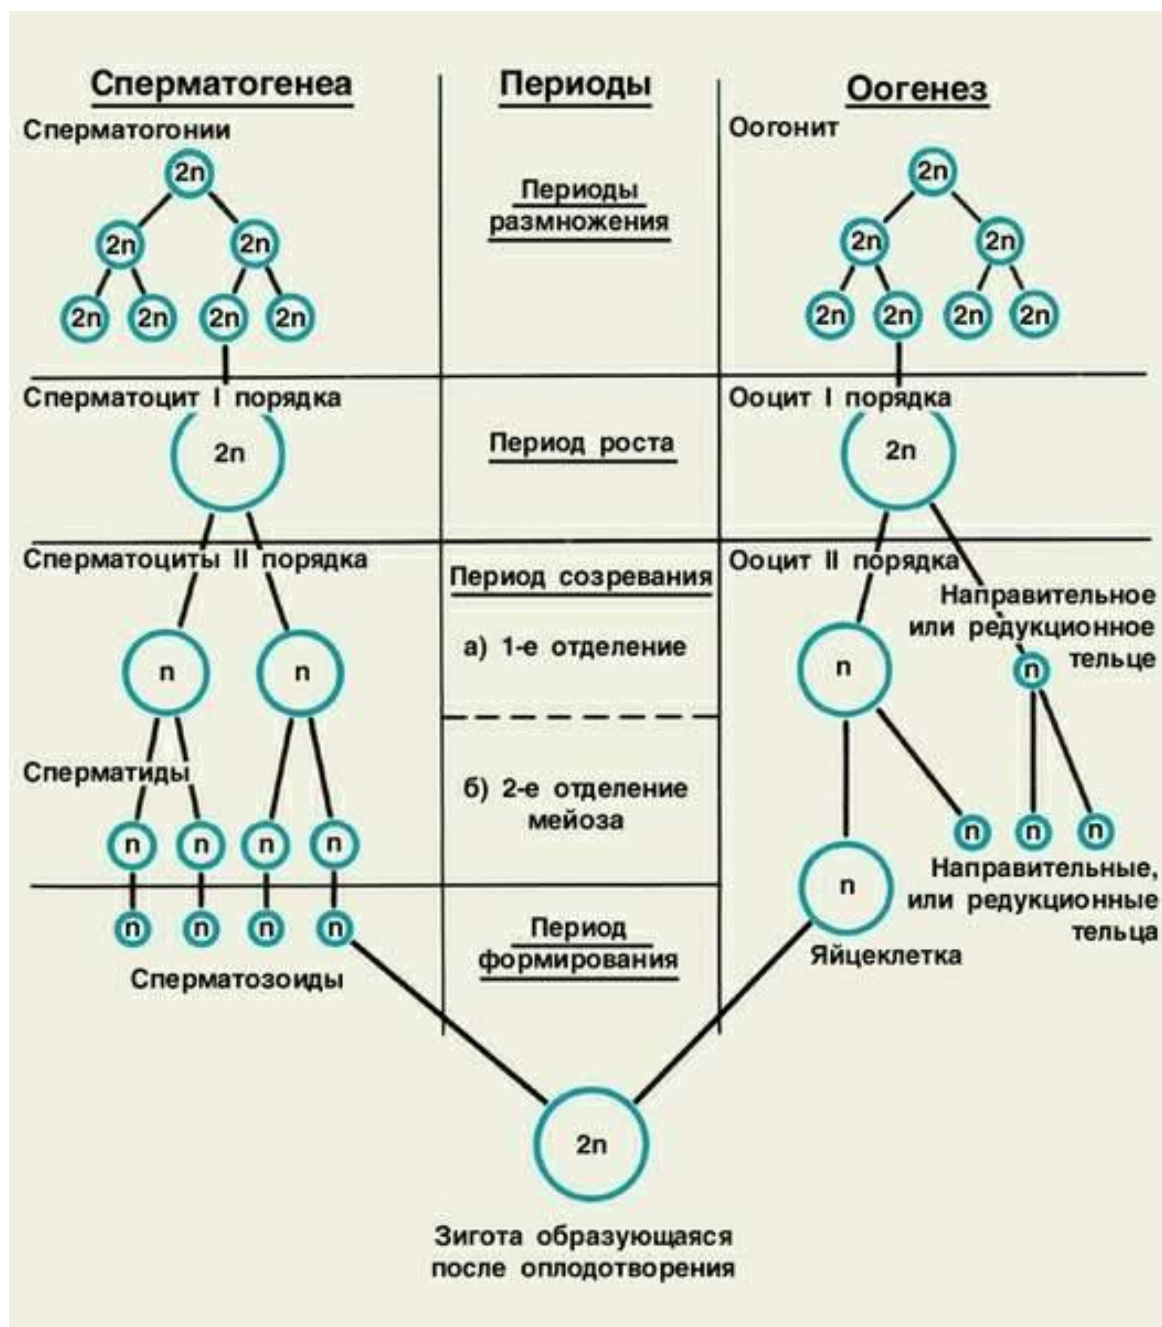 Сперматогенеа
Периоды
Оогенез
Сперматогонии
Оогонит
2n
2n
2n
2n
2n
2n
2n
Периоды
размножения
2n
2n
2n
2n
2n
2n
2n
Сперматоцит I порядка
Ооцит I порядка
2n
Период роста
2n
Сперматоциты II порядка
Период созревания
Ооцит II порядка
Направительное
или редукционное
тельце
а) 1-е отделение
n
n
n
n
Сперматиды
б) 2-е отделение
мейоза
n
n
n
n
n
n
n
n
Направительные,
или редукционные
тельца
n
n
n
n
Период
формирования
Яйцеклетка
Сперматозоиды
2n
Зигота образующаяся
после оплодотворения